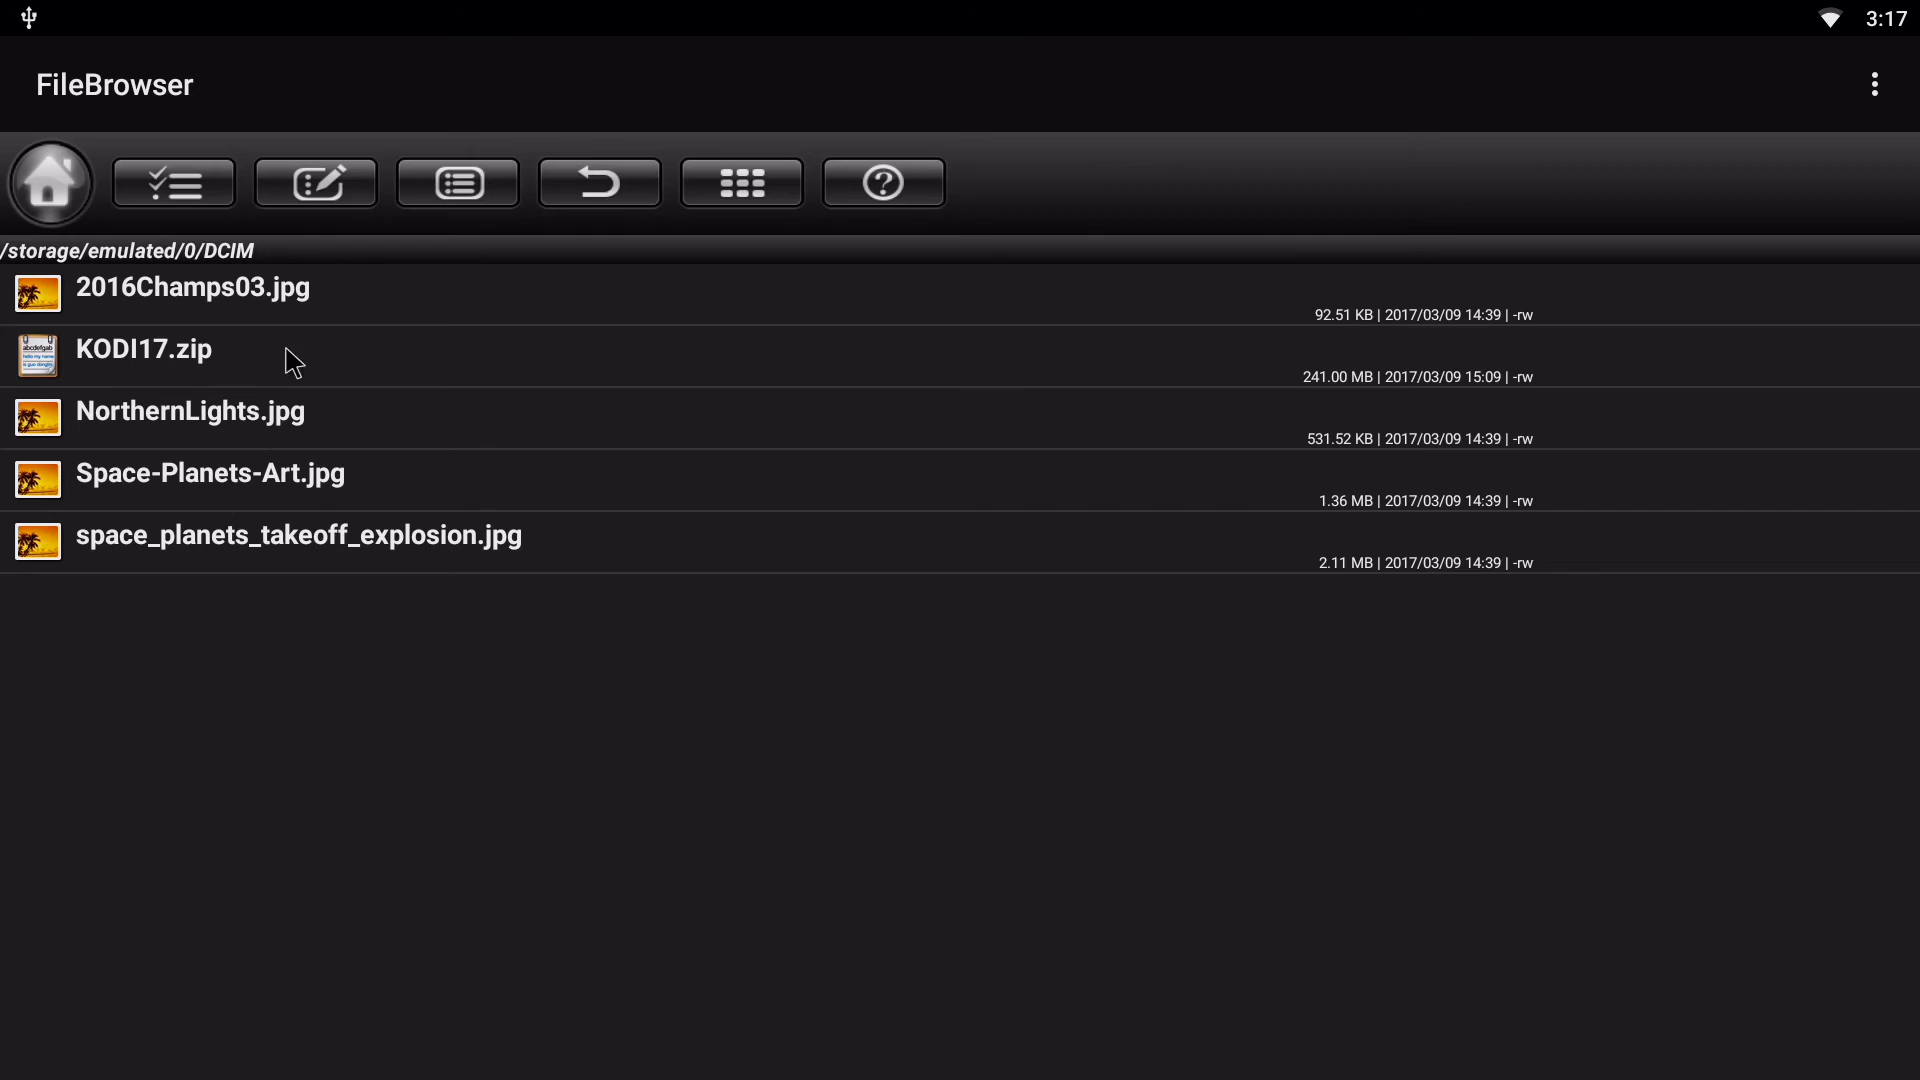 3:17
FileBrowser
/storage/emulated/0/DCIM
2016Champs03.jpg
92.51 KB | 2017/03/09 14:39 | -rw
KODI17.zip
241.00 MB | 2017/03/09 15:09 | -rw
NorthernLights.jpg
531.52 KB | 2017/03/09 14:39 | -rw
Space-Planets-Art.jpg
1.36 MB | 2017/03/09 14:39 | -rw
space_planets_takeoff_explosion.jpg
2.11 MB | 2017/03/09 14:39 | -rw